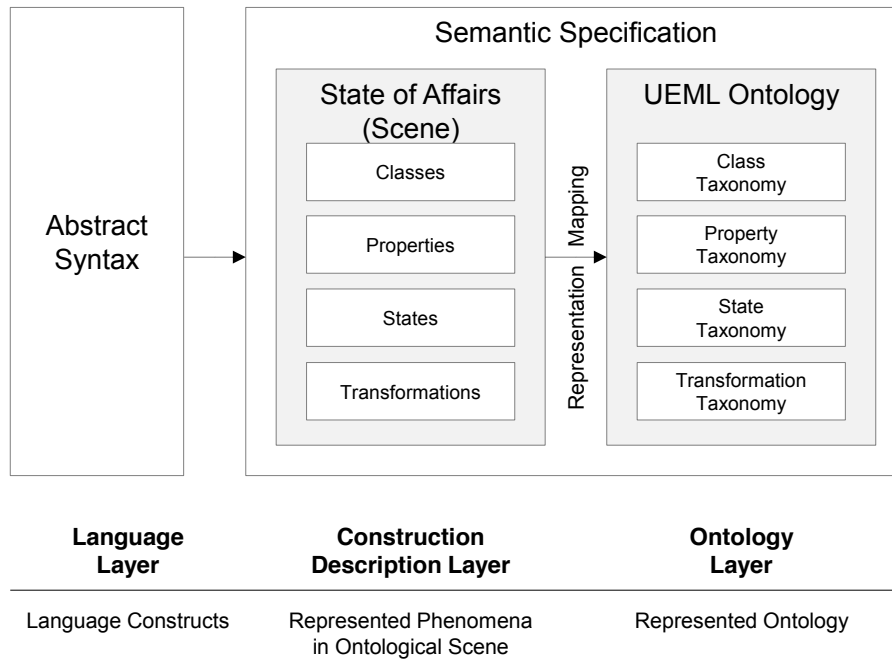 Semantic Specification
Abstract
Syntax
State of Affairs
(Scene)
Classes
Properties
States
Transformations
Representation Mapping
UEML Ontology
Class
Taxonomy
Property
Taxonomy
State
Taxonomy
Transformation
Taxonomy
Language
Layer
Construction
Description Layer
Ontology
Layer
Language Constructs
Represented Phenomena
in Ontological Scene
Represented Ontology